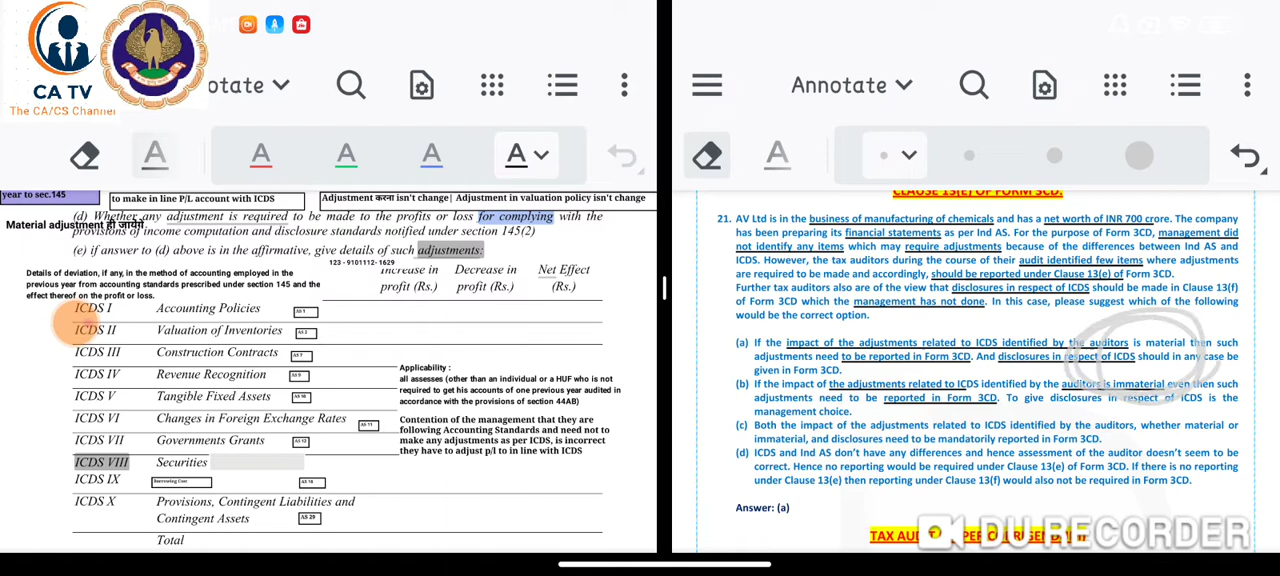 CA TV
The CA/CS Channel
otate
year to sec.145
to make in line P/L account with ICDS
Adjustment करना isn't change| Adjustment in valuation policy isn't change
Material adjustment ही जायेंगे
(d) Whether any adjustment is required to be made to the profits or loss for complying with the
provisions of income computation and disclosure standards notified under section 145(2)
(e) if answer to (d) above is in the affirmative, give details of such adjustments:
123 - 9101112- 1629
Details of deviation, if any, in the method of accounting employed in the
previous year from accounting standards prescribed under section 145 and the
effect thereof on the profit or loss.
Increase in profit (Rs.)
Decrease in profit (Rs.)
Net Effect (Rs.)
ICDS I Accounting Policies
ICDS II Valuation of Inventories
ICDS III Construction Contracts
ICDS IV Revenue Recognition
ICDS V Tangible Fixed Assets
ICDS VI Changes in Foreign Exchange Rates AS 11
ICDS VII Governments Grants AS 12
ICDS VIII Securities
ICDS IX Borrowing Cost AS 16
ICDS X Provisions, Contingent Liabilities and
Contingent Assets AS 29
Total
Applicability :
all assesses (other than an individual or a HUF who is not
required to get his accounts of one previous year audited in
accordance with the provisions of section 44AB)
Contention of the management that they are
following Accounting Standards and need not to
make any adjustments as per ICDS, is incorrect
they have to adjust p/l to in line with ICDS
Annotate
CLAUSE 13(E) OF FORM 3CD.
21. AV Ltd is in the business of manufacturing of chemicals and has a net worth of INR 700 crore. The company
has been preparing its financial statements as per Ind AS. For the purpose of Form 3CD, management did
not identify any items which may require adjustments because of the differences between Ind AS and
ICDS. However, the tax auditors during the course of their audit identified few items where adjustments
are required to be made and accordingly, should be reported under Clause 13(e) of Form 3CD.
Further tax auditors also are of the view that disclosures in respect of ICDS should be made in Clause 13(f)
of Form 3CD which the management has not done. In this case, please suggest which of the following
would be the correct option.
(a) If the impact of the adjustments related to ICDS identified by the auditors is material then such
adjustments need to be reported in Form 3CD. And disclosures in respect of ICDS should in any case be
given in Form 3CD.
(b) If the impact of the adjustments related to ICDS identified by the auditors is immaterial even then such
adjustments need to be reported in Form 3CD. To give disclosures in respect of ICDS is the
management choice.
(c) Both the impact of the adjustments related to ICDS identified by the auditors, whether material or
immaterial, and disclosures need to be mandatorily reported in Form 3CD.
(d) ICDS and Ind AS don't have any differences and hence assessment of the auditor doesn't seem to be
correct. Hence no reporting would be required under Clause 13(e) of Form 3CD. If there is no reporting
under Clause 13(e) then reporting under Clause 13(f) would also not be required in Form 3CD.
Answer: (a)
DU RECORDER